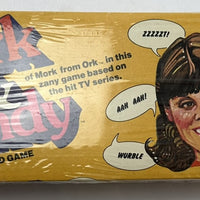 rk
of Mork from Ork... in this
zany game based on
the hit TV series.
ndy
D GAME
ZZZZZT!
AAH AAH!
WURBLE